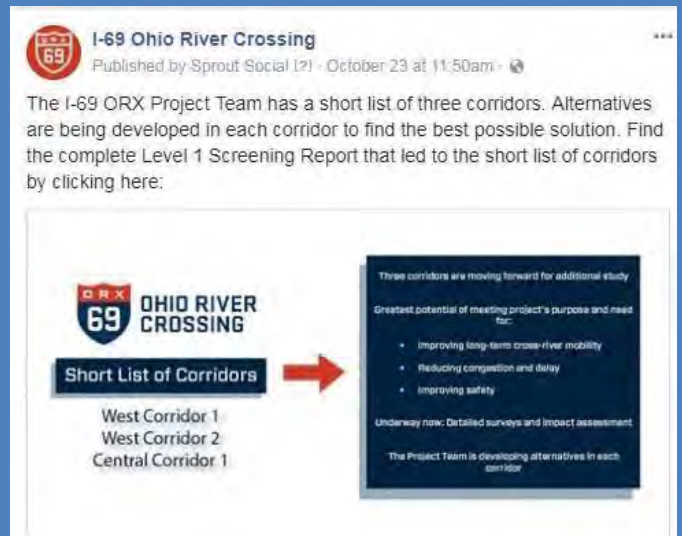 I-69 Ohio River Crossing
Published by Sprout Social [?] · October 23 at 11:50am ·
The I-69 ORX Project Team has a short list of three corridors. Alternatives
are being developed in each corridor to find the best possible solution. Find
the complete Level 1 Screening Report that led to the short list of corridors
by clicking here:
ORX
69
OHIO RIVER
CROSSING
Short List of Corridors
West Corridor 1
West Corridor 2
Central Corridor 1
Three corridors are moving forward for additional study
Greatest potential of meeting project's purpose and need
for:
• Improving long-term cross-river mobility
• Reducing congestion and delay
• Improving safety
Underway now: Detailed surveys and impact assessment
The Project Team is developing alternatives in each
corridor